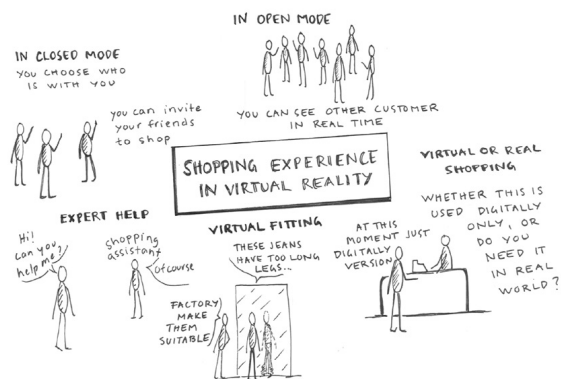 IN OPEN MODE
YOU CAN SEE OTHER CUSTOMER
IN REAL TIME
IN CLOSED MODE
YOU CHOOSE WHO
IS WITH YOU
you can invite
your friends
to shop
SHOPPING EXPERIENCE
IN VIRTUAL REALITY
VIRTUAL OR REAL
SHOPPING
WHETHER THIS IS
USED DIGITALLY
ONLY, OR
DO YOU
NEED IT
IN REAL
WORLD?
AT THIS
MOMENT JUST
DIGITALLY
VERSION
EXPERT HELP
Hi!
can you
help me?
shopping
assistant
Of course
VIRTUAL FITTING
THESE JEANS
HAVE TOO LONG
LEGS...
FACTORY
MAKE
THEM
SUITABLE